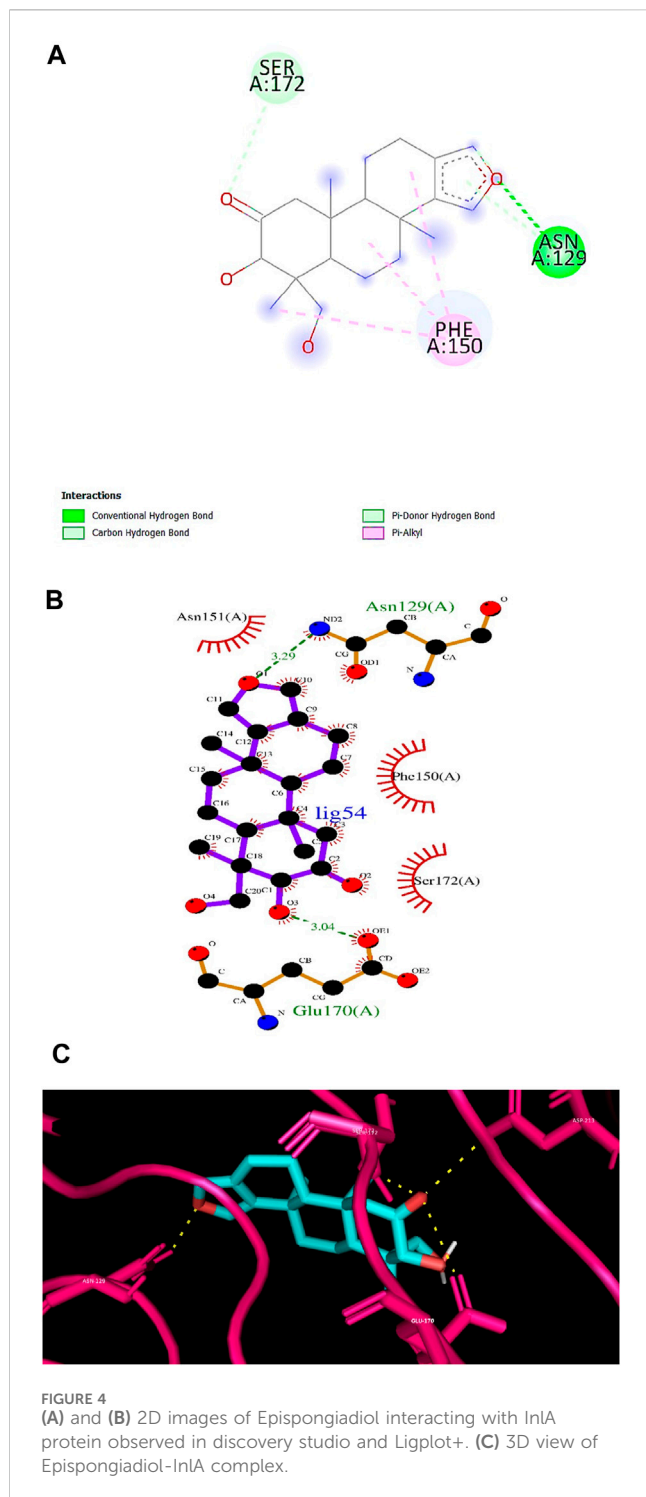 A
SER
A:172
O
O
O
O
ASN
A:129
PHE
A:150
Interactions
Conventional Hydrogen Bond
Carbon Hydrogen Bond
Pi-Donor Hydrogen Bond
Pi-Alkyl
B
Asn151(A)
Asn129(A)
ND2
CB
O
CG
C
OD1
CA
N
3.29
C10
C11
C9
C12
C8
C14
C13
C7
C15
C6
Phe150(A)
lig54
C16
C4
C3
C17
C19
C18
C2
Ser172(A)
C1
O2
C20
O4
O3
3.04
OE1
O
CB
CD
C
OE2
CA
CG
N
Glu170(A)
C
SER-172
ASP-213
ASN-129
GLU-170
FIGURE 4
(A) and (B) 2D images of Epispongiadiol interacting with InlA
protein observed in discovery studio and Ligplot+. (C) 3D view of
Epispongiadiol-InlA complex.